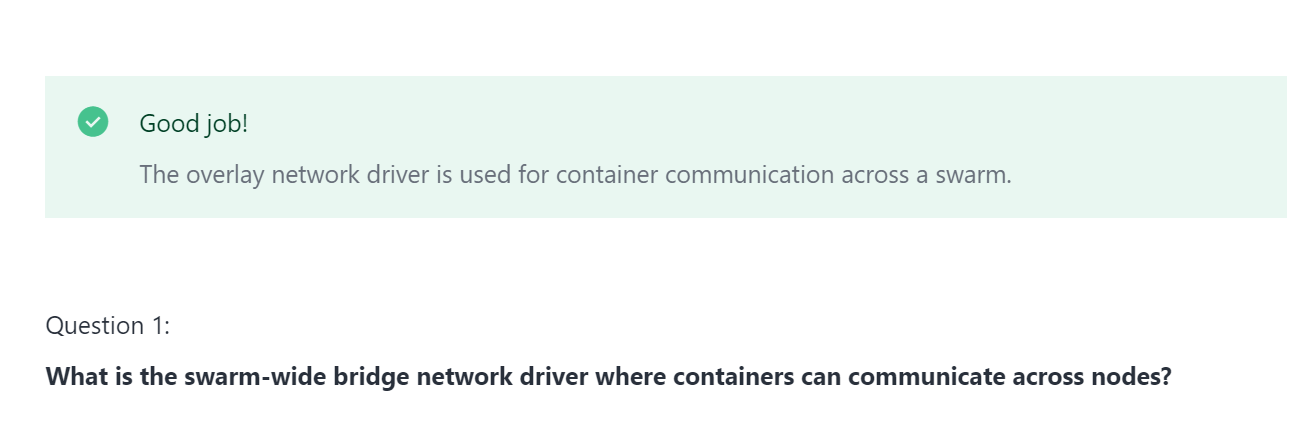 Good job!
The overlay network driver is used for container communication across a swarm.
Question 1:
What is the swarm-wide bridge network driver where containers can communicate across nodes?